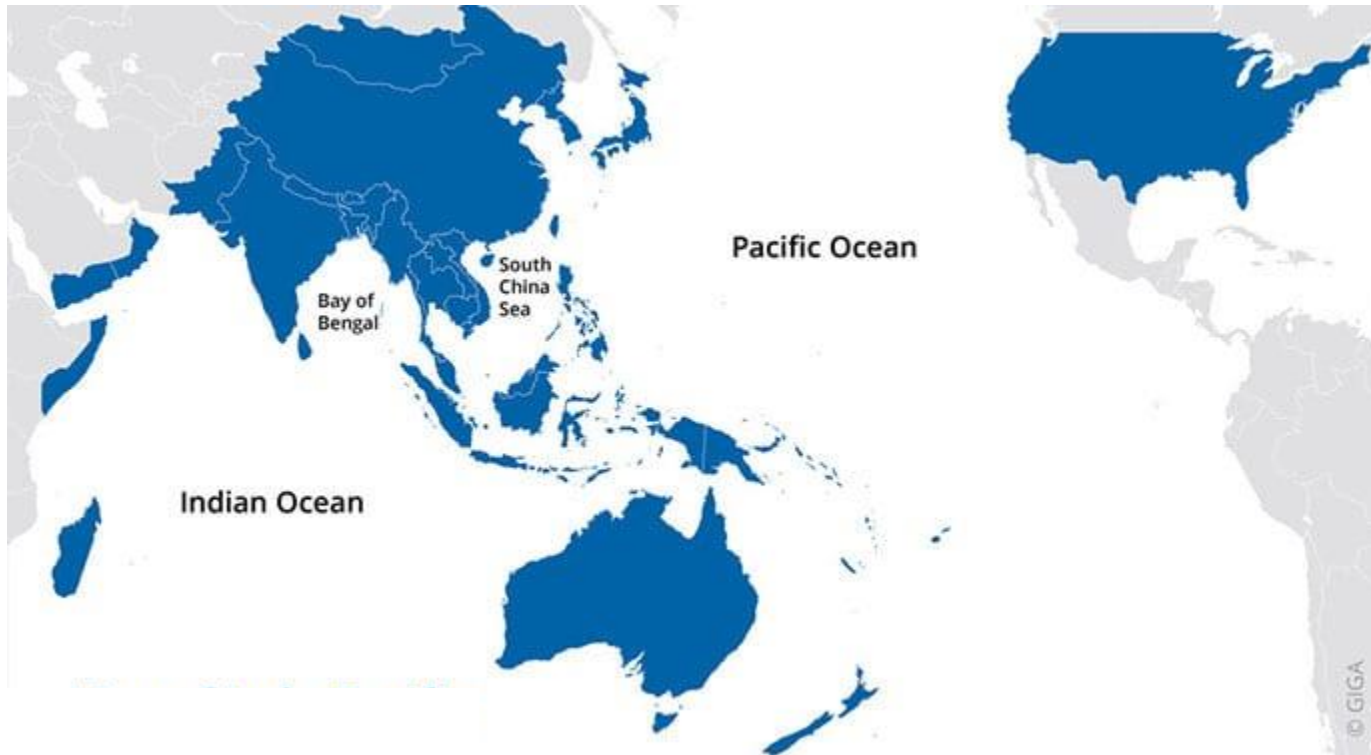 Pacific Ocean
South
China
Sea
Bay of
Bengal
Indian Ocean
© GIGA